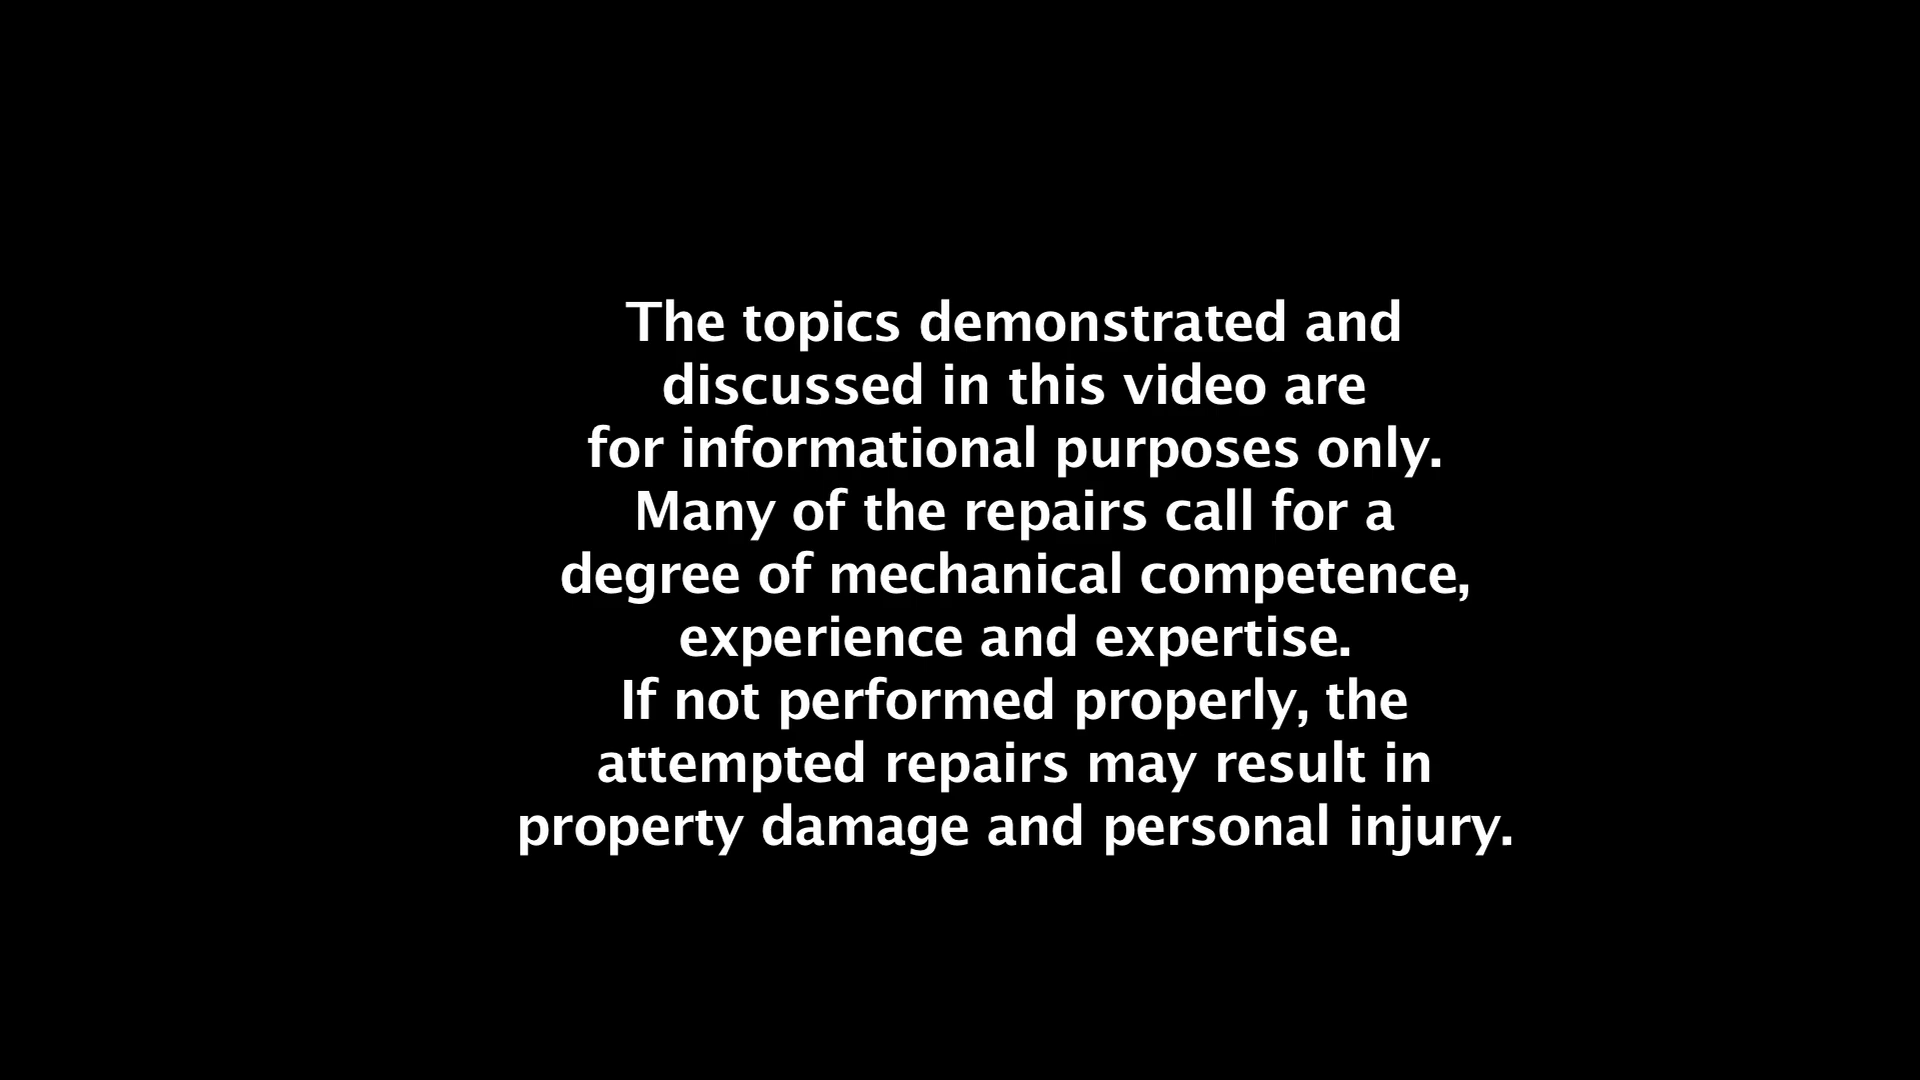 The topics demonstrated and
discussed in this video are
for informational purposes only.
Many of the repairs call for a
degree of mechanical competence,
experience and expertise.
If not performed properly, the
attempted repairs may result in
property damage and personal injury.